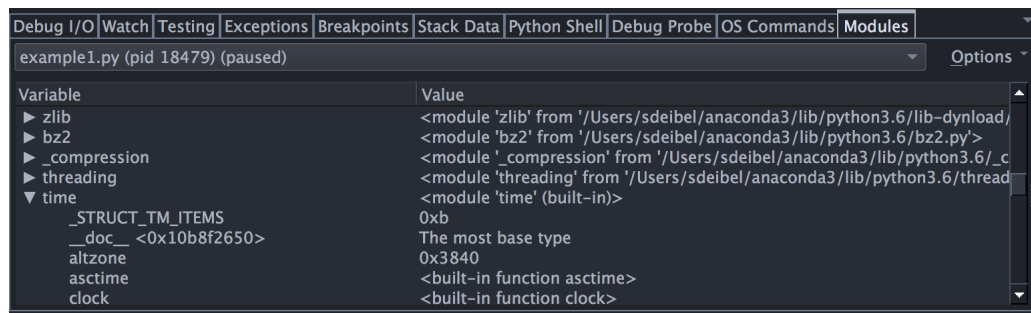 Debug I/O Watch Testing Exceptions Breakpoints Stack Data Python Shell Debug Probe OS Commands Modules
example1.py (pid 18479) (paused) Options
Variable Value
zlib <module 'zlib' from '/Users/sdeibel/anaconda3/lib/python3.6/lib-dynload/
bz2 <module 'bz2' from '/Users/sdeibel/anaconda3/lib/python3.6/bz2.py'>
_compression <module '_compression' from '/Users/sdeibel/anaconda3/lib/python3.6/_c
threading <module 'threading' from '/Users/sdeibel/anaconda3/lib/python3.6/thread
time <module 'time' (built-in)>
_STRUCT_TM_ITEMS 0xb
__doc__ <0x10b8f2650> The most base type
altzone 0x3840
asctime <built-in function asctime>
clock <built-in function clock>